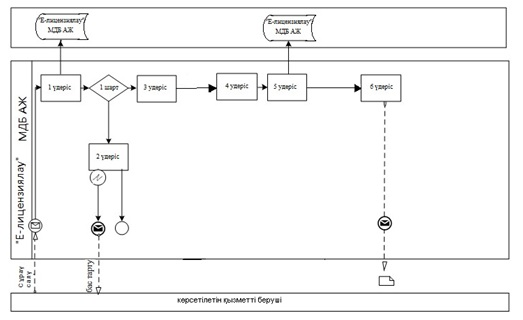 "Е-лицензиялау"
МДБ АЖ
"Е-лицензиялау"
МДБ АЖ
"Е-лицензиялау" МДБ АЖ
1 үдеріс
1 шарт
3 үдеріс
4 үдеріс
5 үдеріс
6 үдеріс
2 үдеріс
Сұрау
салу
бас тарту
көрсетілетін қызметті беруші